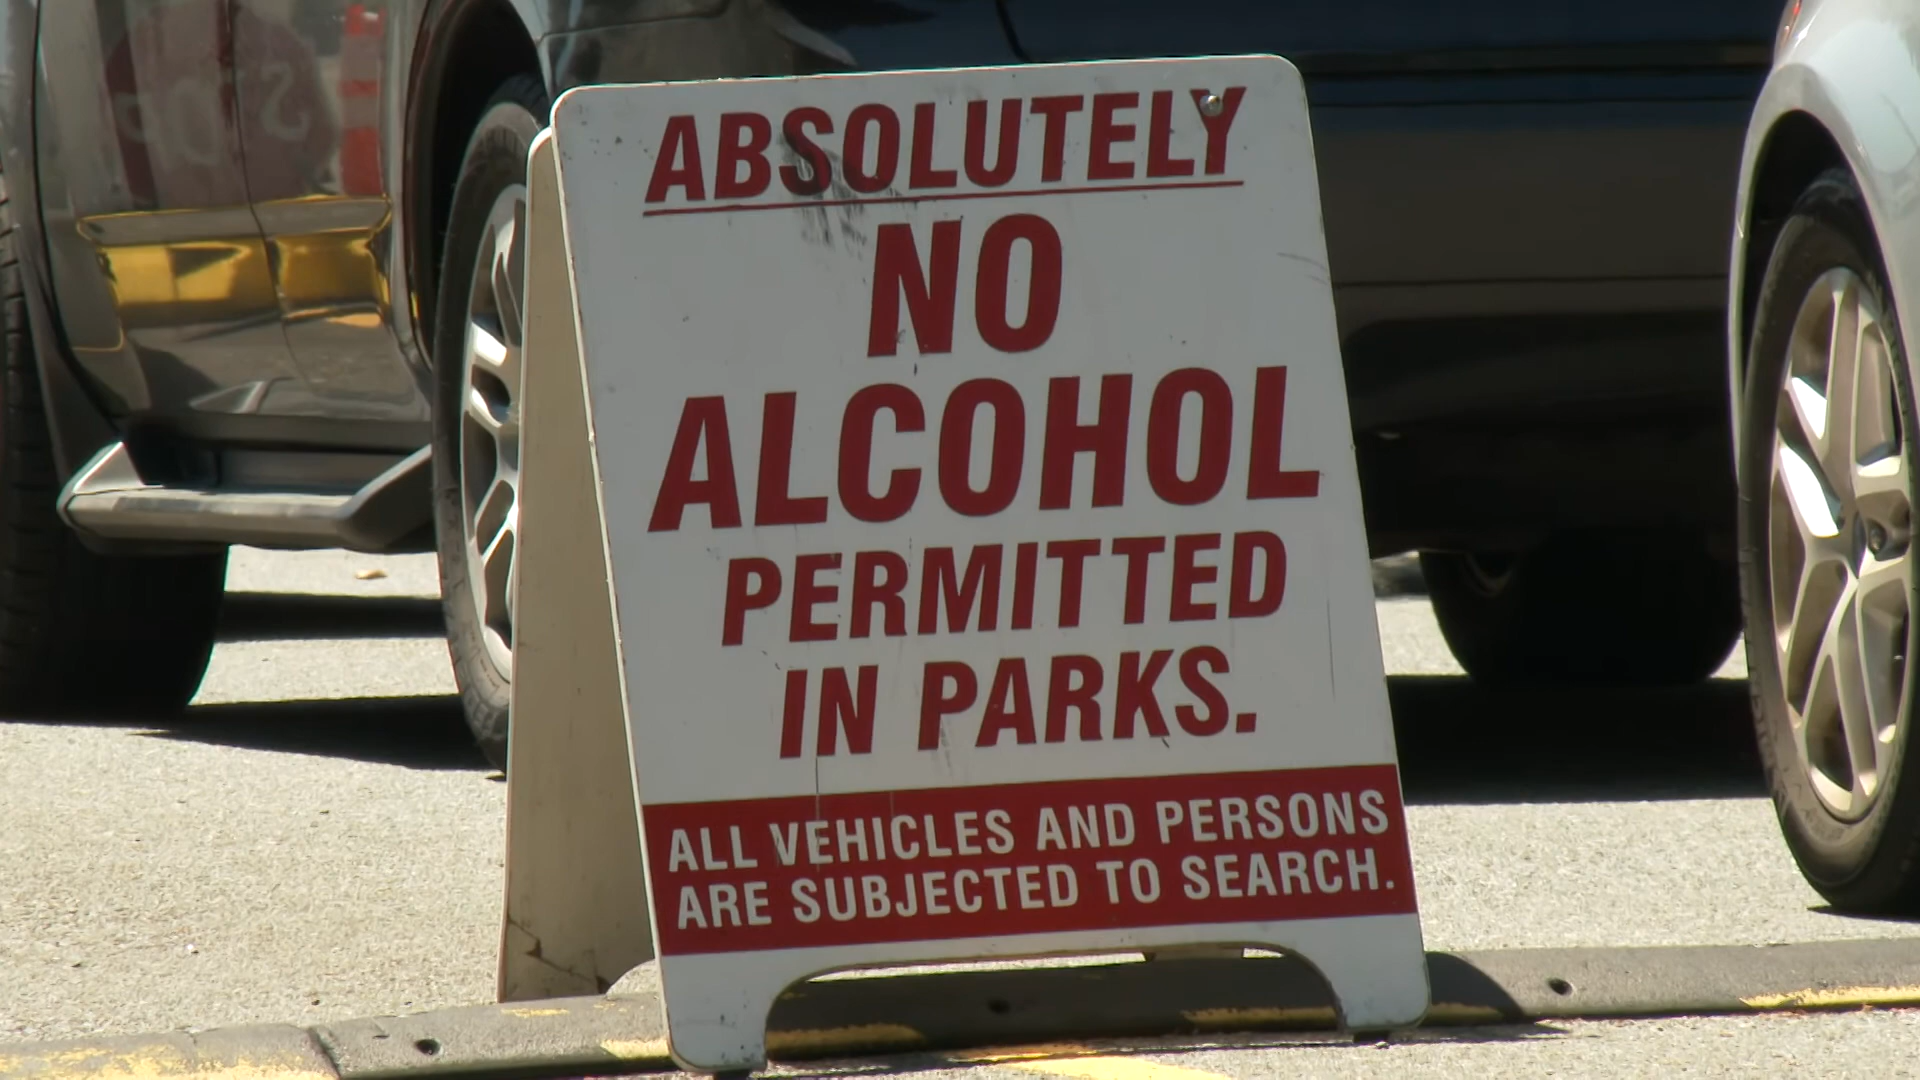 ABSOLUTELY
NO
ALCOHOL
PERMITTED
IN PARKS.
ALL VEHICLES AND PERSONS
ARE SUBJECTED TO SEARCH.